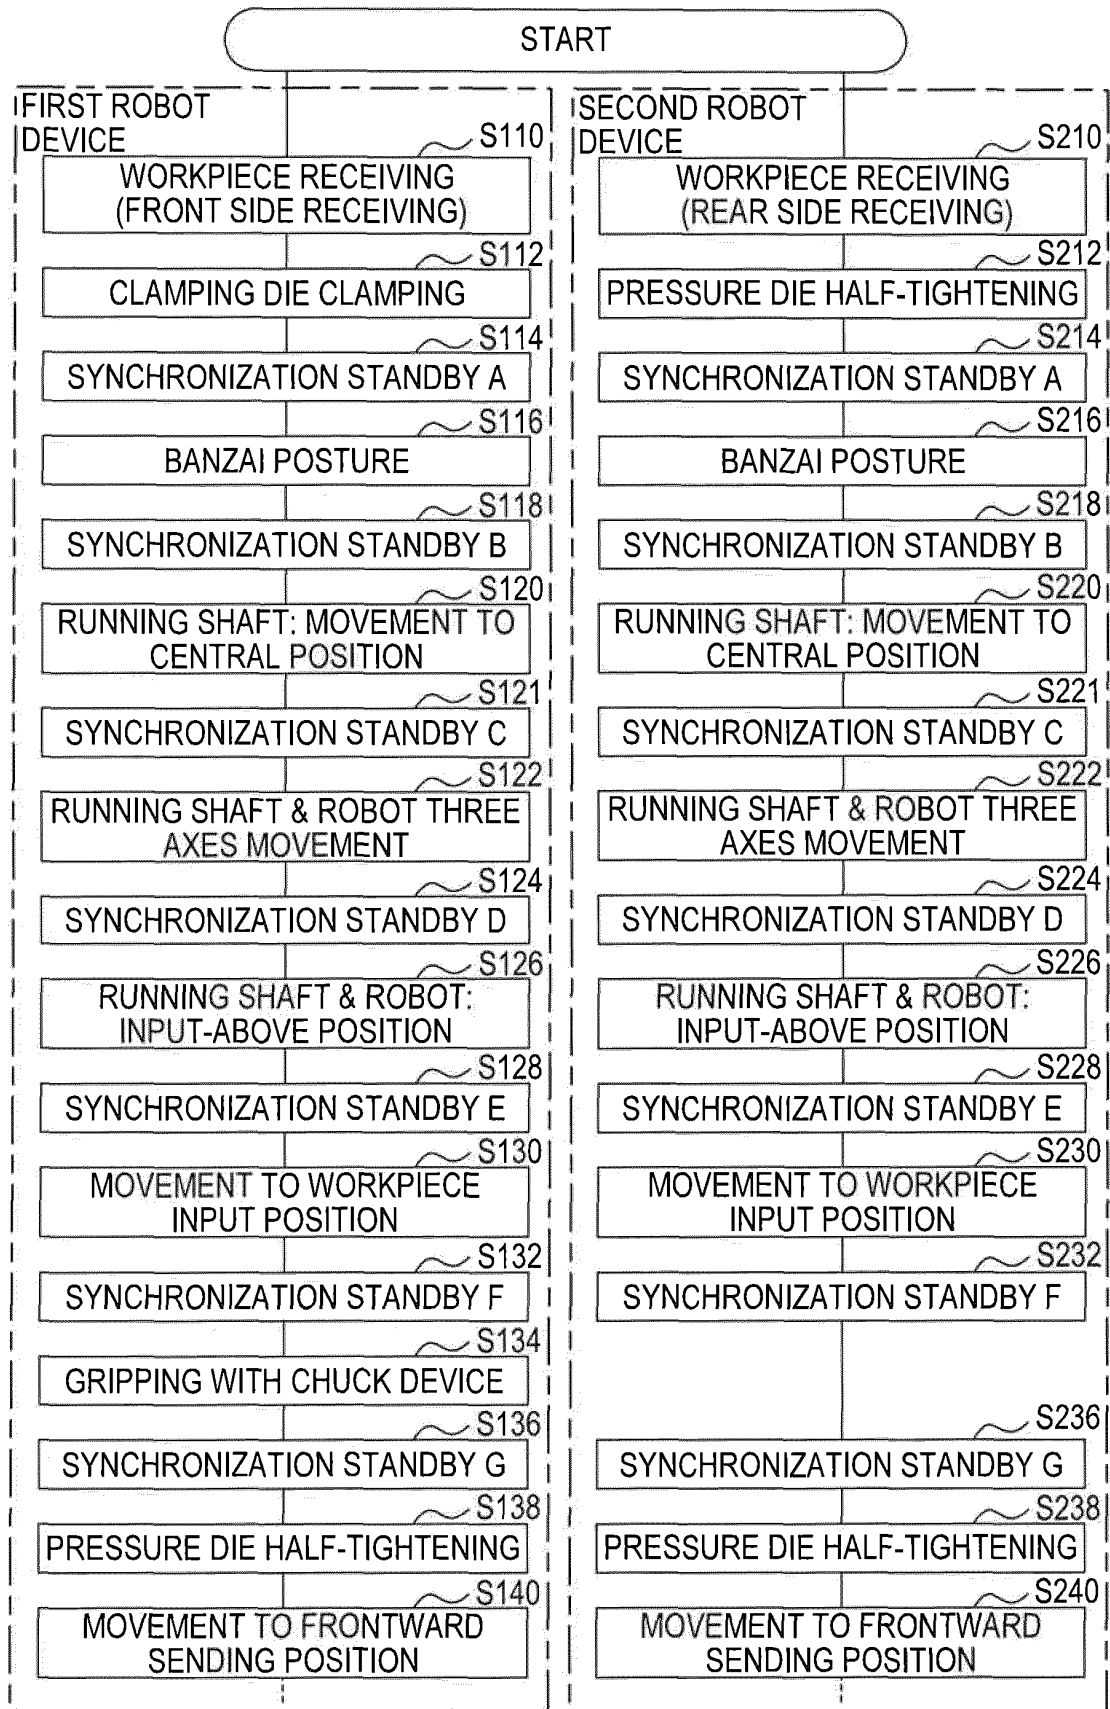 START
FIRST ROBOT
DEVICE
S110
WORKPIECE RECEIVING
(FRONT SIDE RECEIVING)
S112
CLAMPING DIE CLAMPING
S114
SYNCHRONIZATION STANDBY A
S116
BANZAI POSTURE
S118
SYNCHRONIZATION STANDBY B
S120
RUNNING SHAFT: MOVEMENT TO
CENTRAL POSITION
S121
SYNCHRONIZATION STANDBY C
S122
RUNNING SHAFT & ROBOT THREE
AXES MOVEMENT
S124
SYNCHRONIZATION STANDBY D
S126
RUNNING SHAFT & ROBOT:
INPUT-ABOVE POSITION
S128
SYNCHRONIZATION STANDBY E
S130
MOVEMENT TO WORKPIECE
INPUT POSITION
S132
SYNCHRONIZATION STANDBY F
S134
GRIPPING WITH CHUCK DEVICE
S136
SYNCHRONIZATION STANDBY G
S138
PRESSURE DIE HALF-TIGHTENING
S140
MOVEMENT TO FRONTWARD
SENDING POSITION
SECOND ROBOT
DEVICE
S210
WORKPIECE RECEIVING
(REAR SIDE RECEIVING)
S212
PRESSURE DIE HALF-TIGHTENING
S214
SYNCHRONIZATION STANDBY A
S216
BANZAI POSTURE
S218
SYNCHRONIZATION STANDBY B
S220
RUNNING SHAFT: MOVEMENT TO
CENTRAL POSITION
S221
SYNCHRONIZATION STANDBY C
S222
RUNNING SHAFT & ROBOT THREE
AXES MOVEMENT
S224
SYNCHRONIZATION STANDBY D
S226
RUNNING SHAFT & ROBOT:
INPUT-ABOVE POSITION
S228
SYNCHRONIZATION STANDBY E
S230
MOVEMENT TO WORKPIECE
INPUT POSITION
S232
SYNCHRONIZATION STANDBY F
S236
SYNCHRONIZATION STANDBY G
S238
PRESSURE DIE HALF-TIGHTENING
S240
MOVEMENT TO FRONTWARD
SENDING POSITION